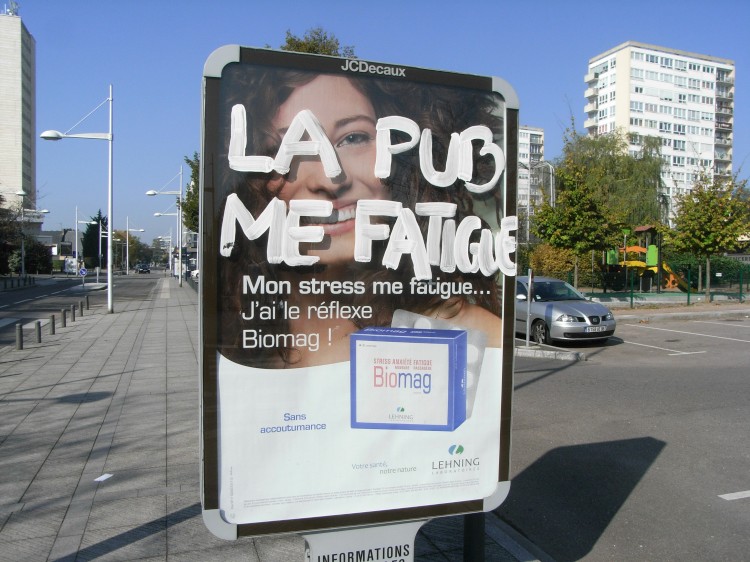 JCDecaux
LA PUB
ME FATIGUE
Mon stress me fatigue...
J'ai le réflexe
Biomag !
STRESS ANXIÉTÉ FATIGUE
Biomag
LEHNING
Sans
accoutumance
Votre santé,
notre nature.
LEHNING
LABORATOIRES
INFORMATIONS